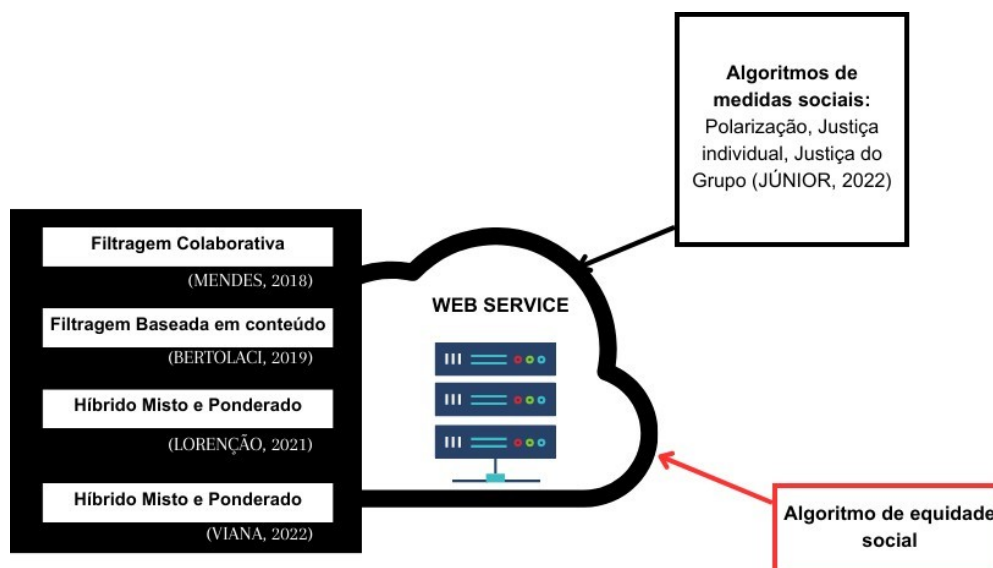 Algoritmos de
medidas sociais:
Polarização, Justiça
individual, Justiça do
Grupo (JÚNIOR, 2022)
Filtragem Colaborativa
(MENDES, 2018)
Filtragem Baseada em conteúdo
(BERTOLACI, 2019)
Híbrido Misto e Ponderado
(LORENÇÃO, 2021)
Híbrido Misto e Ponderado
(VIANA, 2022)
WEB SERVICE
Algoritmo de equidade
social